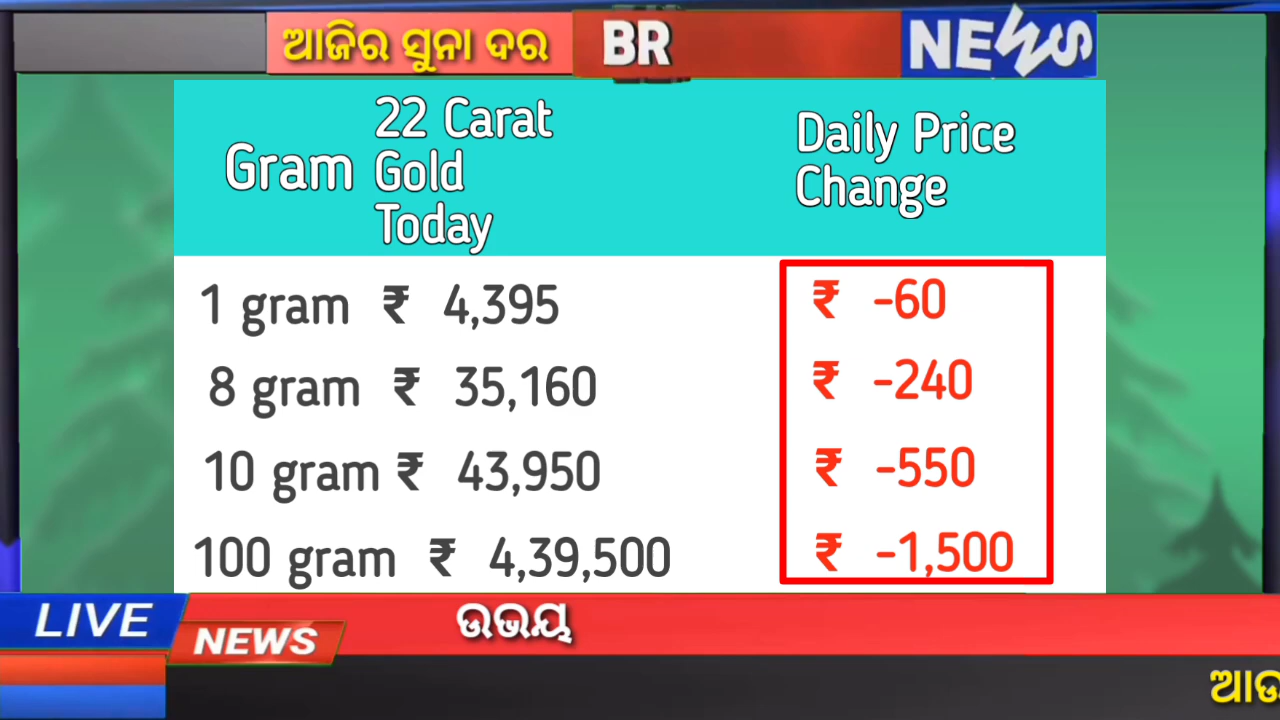 ଆଜିର ସୁନା ଦର BR NEWS
Gram 22 Carat Gold Today Daily Price Change
1 gram ₹ 4,395 ₹ -60
8 gram ₹ 35,160 ₹ -240
10 gram ₹ 43,950 ₹ -550
100 gram ₹ 4,39,500 ₹ -1,500
LIVE NEWS ଉଭୟ